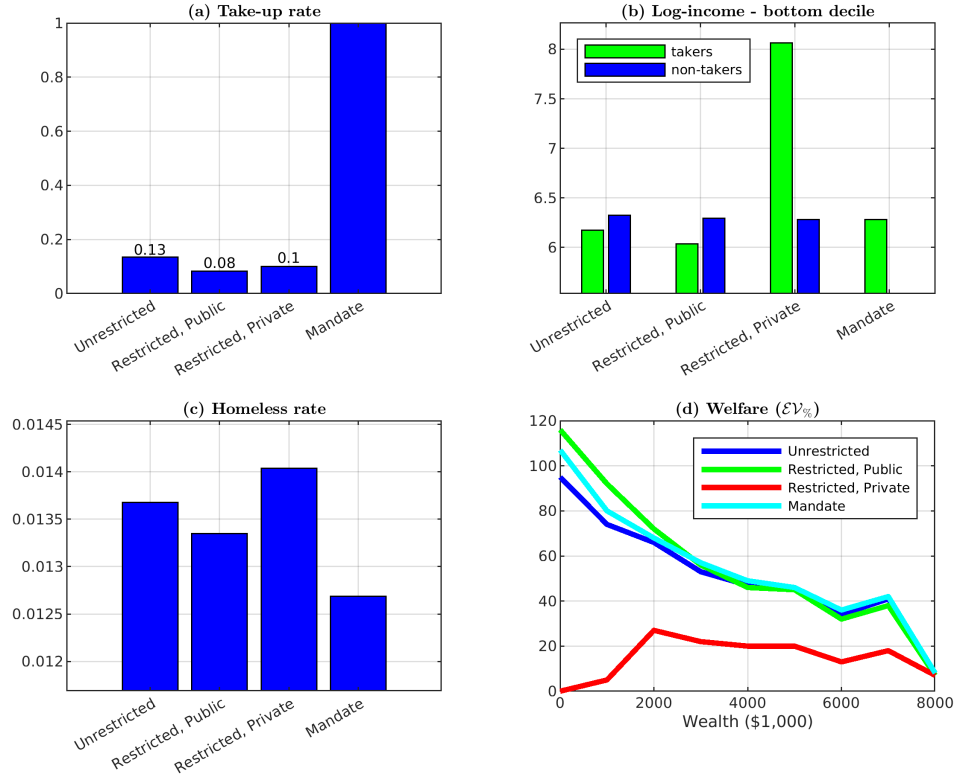 (a) Take-up rate
1
0.8
0.6
0.4
0.2
0
0.13
0.08
0.1
Unrestricted
Restricted, Public
Restricted, Private
Mandate
(b) Log-income - bottom decile
8
7.5
7
6.5
6
takers
non-takers
Unrestricted
Restricted, Public
Restricted, Private
Mandate
(c) Homeless rate
0.0145
0.014
0.0135
0.013
0.0125
0.012
Unrestricted
Restricted, Public
Restricted, Private
Mandate
(d) Welfare (ℰ𝒱%)
120
100
80
60
40
20
0
Unrestricted
Restricted, Public
Restricted, Private
Mandate
0 2000 4000 6000 8000
Wealth ($1,000)